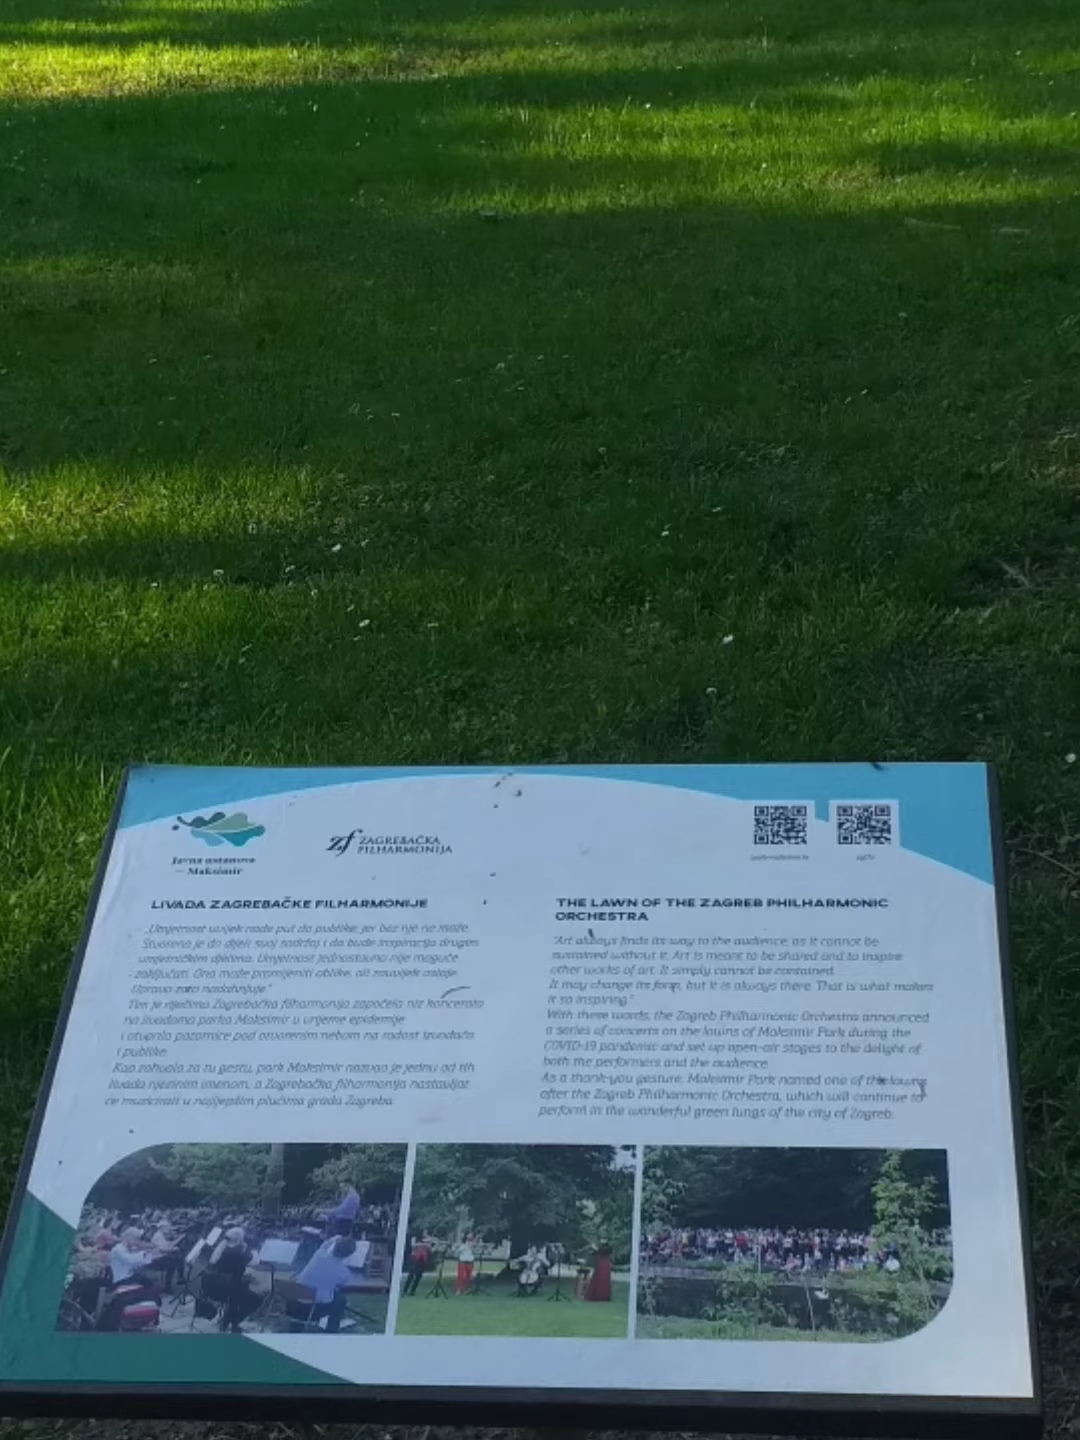 Javna ustanova
Maksimir
zf ZAGREBAČKA
FILHARMONIJA
LIVADA ZAGREBAČKE FILHARMONIJE
„Umjetnost uvijek nađe put do publike, jer bez nje ne može.
Stvorena je da dijeli svoj sadržaj i da bude inspiracija drugim
umjetničkim djelima. Umjetnost jednostavno nije moguće
zaključati. Ona može promijeniti oblike, ali zauvijek ostaje.
Upravo zato nadahnjuje."
Tim je riječima Zagrebačka filharmonija započela niz koncerata
na livadama parka Maksimir u vrijeme epidemije
i otvorila pozornice pod otvorenim nebom na radost izvođača
i publike.
Kao zahvala za tu gestu, park Maksimir nazvao je jednu od tih
livada njezinim imenom, a Zagrebačka filharmonija nastavljat
će muzicirati u najljepšim plućima grada Zagreba.
THE LAWN OF THE ZAGREB PHILHARMONIC
ORCHESTRA
"Art always finds its way to the audience, as it cannot be
sustained without it. Art is meant to be shared and to inspire
other works of art. It simply cannot be contained.
It may change its form, but it is always there. That is what makes
it so inspiring."
With these words, the Zagreb Philharmonic Orchestra announced
a series of concerts on the lawns of Maksimir Park during the
COVID-19 pandemic and set up open-air stages to the delight of
both the performers and the audience.
As a thank-you gesture, Maksimir Park named one of the lawns
after the Zagreb Philharmonic Orchestra, which will continue to
perform in the wonderful green lungs of the city of Zagreb.